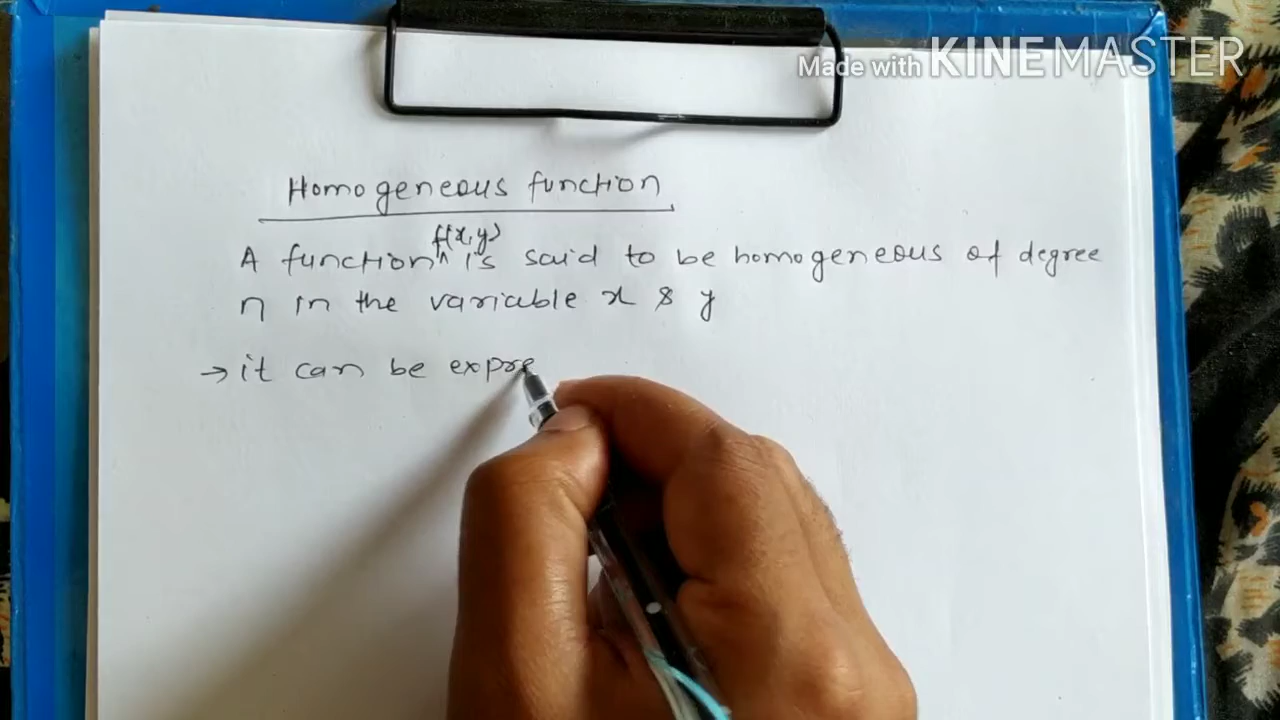 Made with KINEMASTER
Homogeneous function
f(x,y)
A function ^ is said to be homogeneous of degree
n in the variable x & y
→ it can be expre